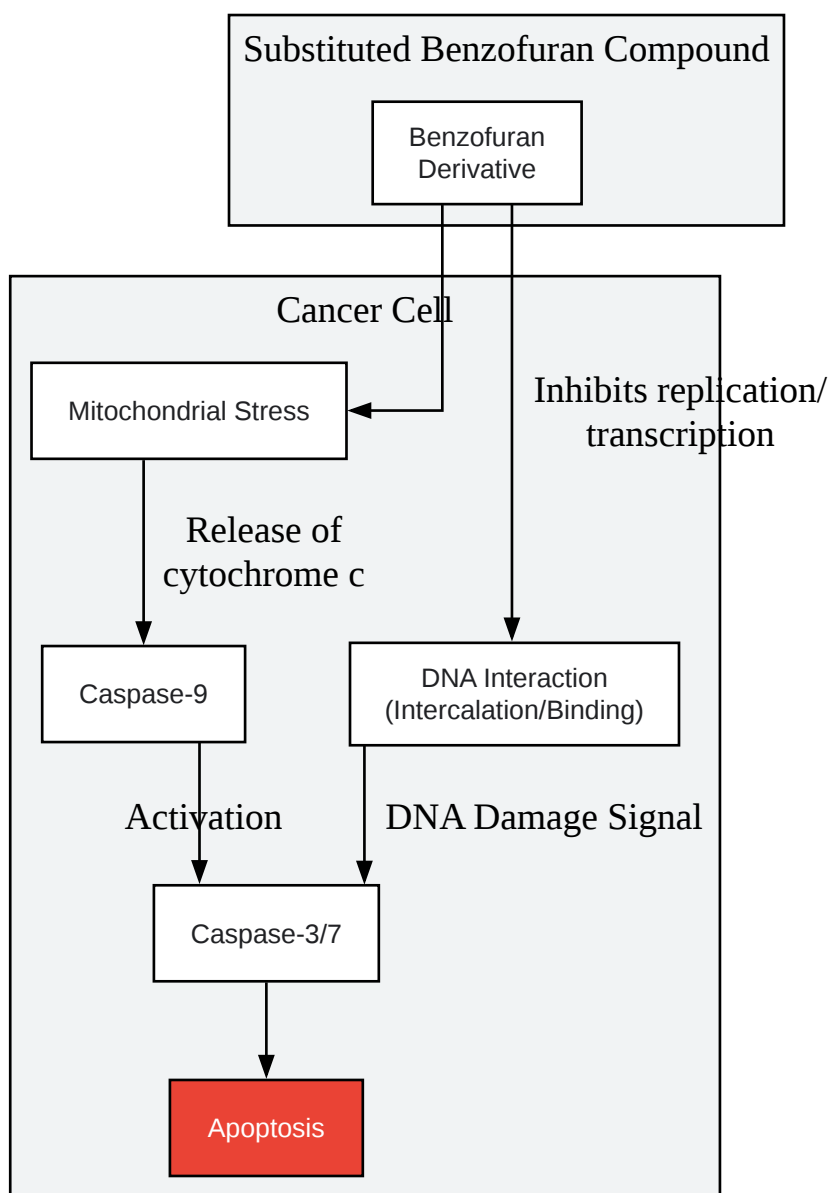 Substituted Benzofuran Compound
Benzofuran
Derivative
Cancer Cell
Mitochondrial Stress
Inhibits replication/
transcription
Release of
cytochrome c
Caspase-9
DNA Interaction
(Intercalation/Binding)
Activation
DNA Damage Signal
Caspase-3/7
Apoptosis